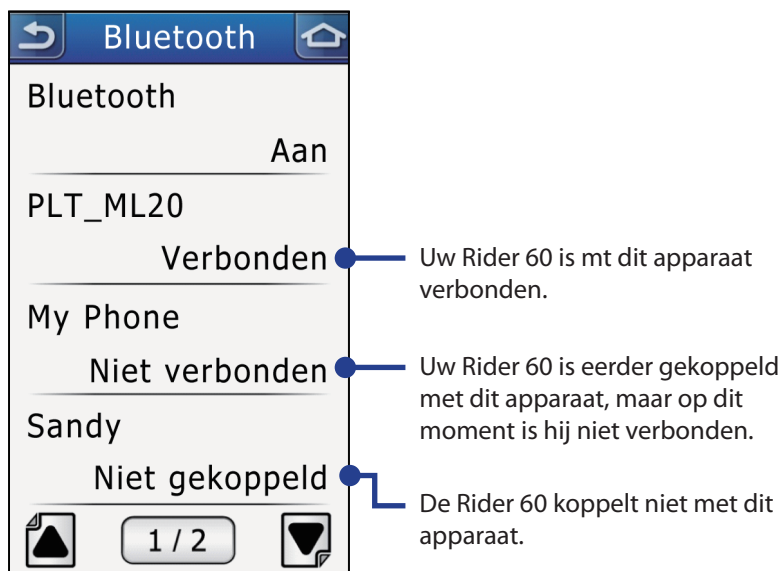 Bluetooth
Bluetooth
Aan
PLT_ML20
Verbonden
Uw Rider 60 is mt dit apparaat
verbonden.
My Phone
Niet verbonden
Uw Rider 60 is eerder gekoppeld
met dit apparaat, maar op dit
moment is hij niet verbonden.
Sandy
Niet gekoppeld
De Rider 60 koppelt niet met dit
apparaat.
1 / 2